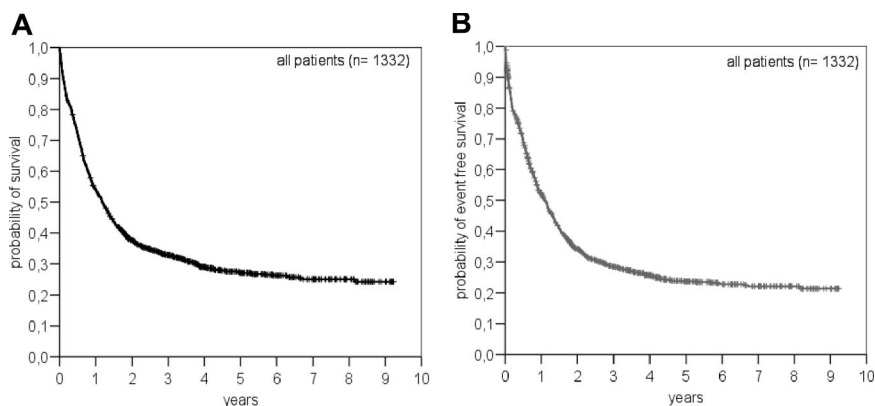 A
all patients (n= 1332)
probability of survival
1,0
0,9
0,8
0,7
0,6
0,5
0,4
0,3
0,2
0,1
0,0
0 1 2 3 4 5 6 7 8 9 10
years
B
all patients (n= 1332)
probability of event free survival
1,0
0,9
0,8
0,7
0,6
0,5
0,4
0,3
0,2
0,1
0,0
0 1 2 3 4 5 6 7 8 9 10
years